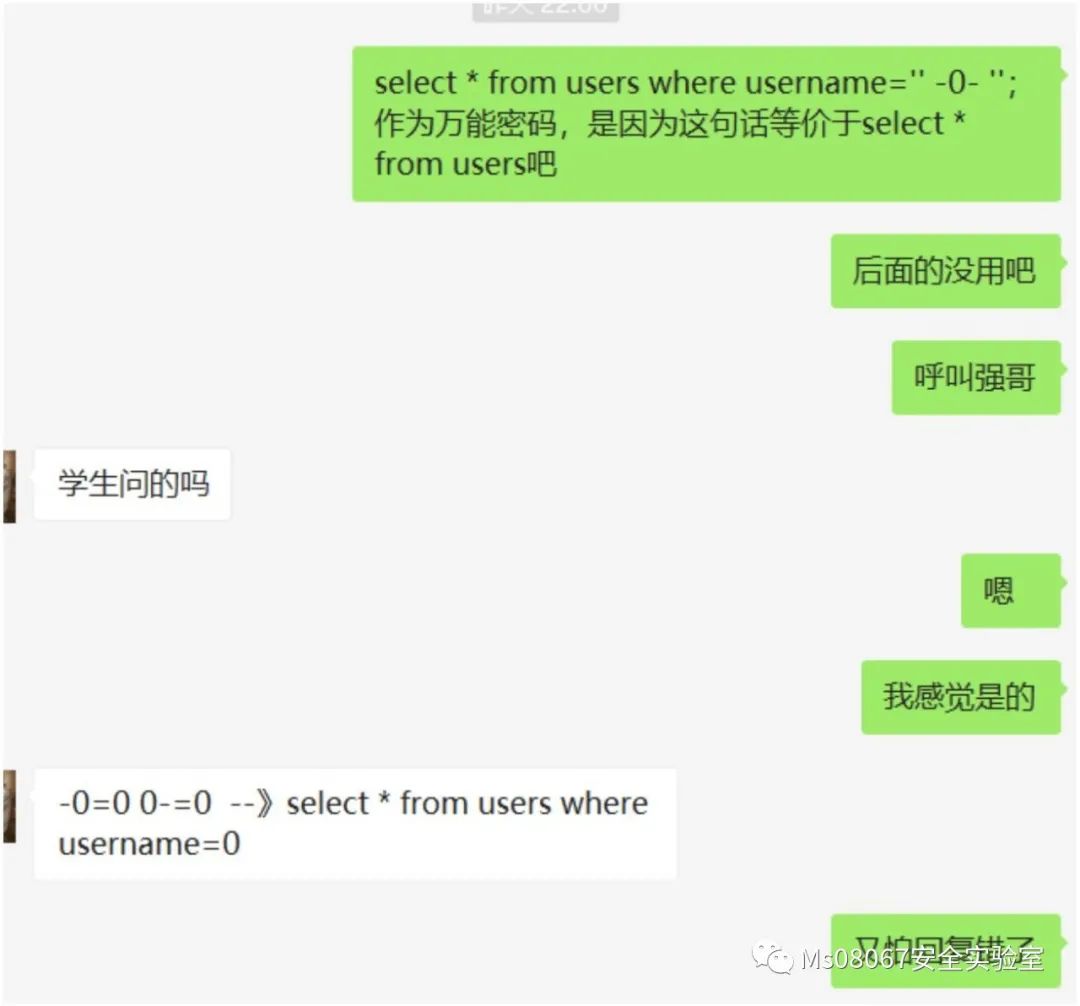 昨天 22:00
select * from users where username='' -0- '';
作为万能密码，是因为这句话等价于select *
from users吧
后面的没用吧
呼叫强哥
学生问的吗
嗯
我感觉是的
-0=0 0-=0  --》select * from users where
username=0
又怕回复错了
Ms08067安全实验室